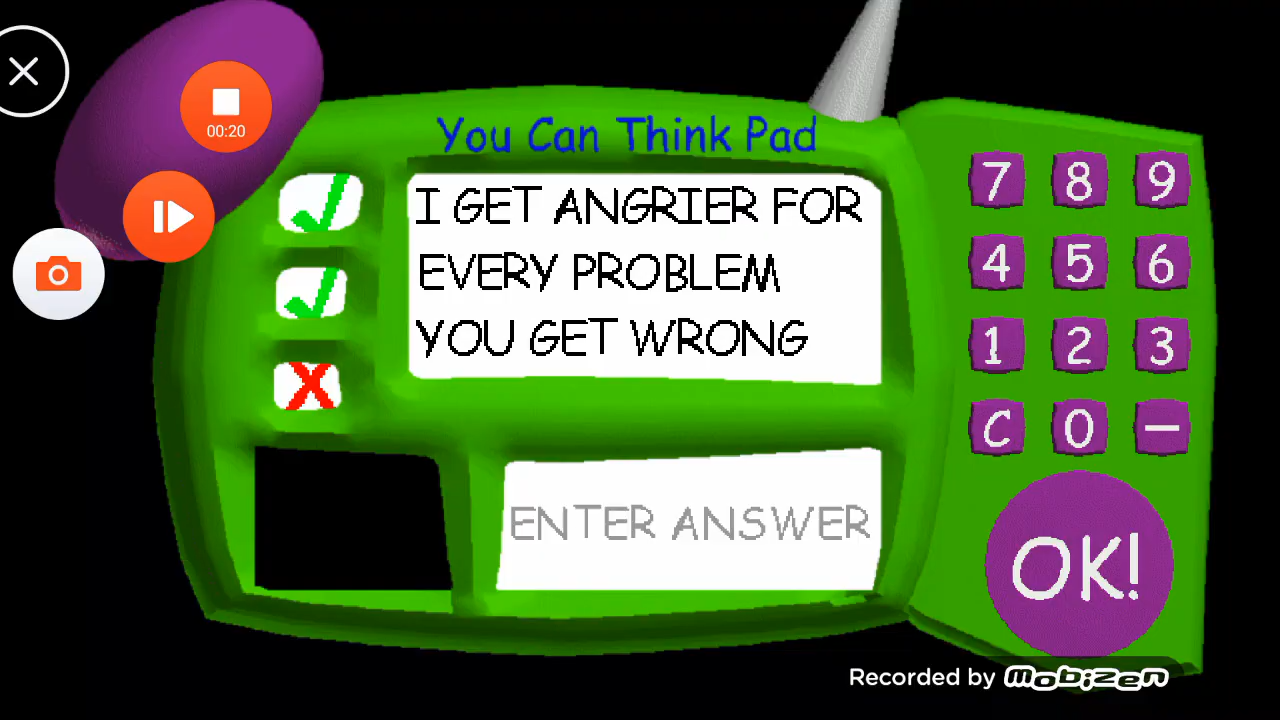 00:20
You Can Think Pad
I GET ANGRIER FOR
EVERY PROBLEM
YOU GET WRONG
ENTER ANSWER
7 8 9
4 5 6
1 2 3
C 0 –
OK!
Recorded by Mobizen